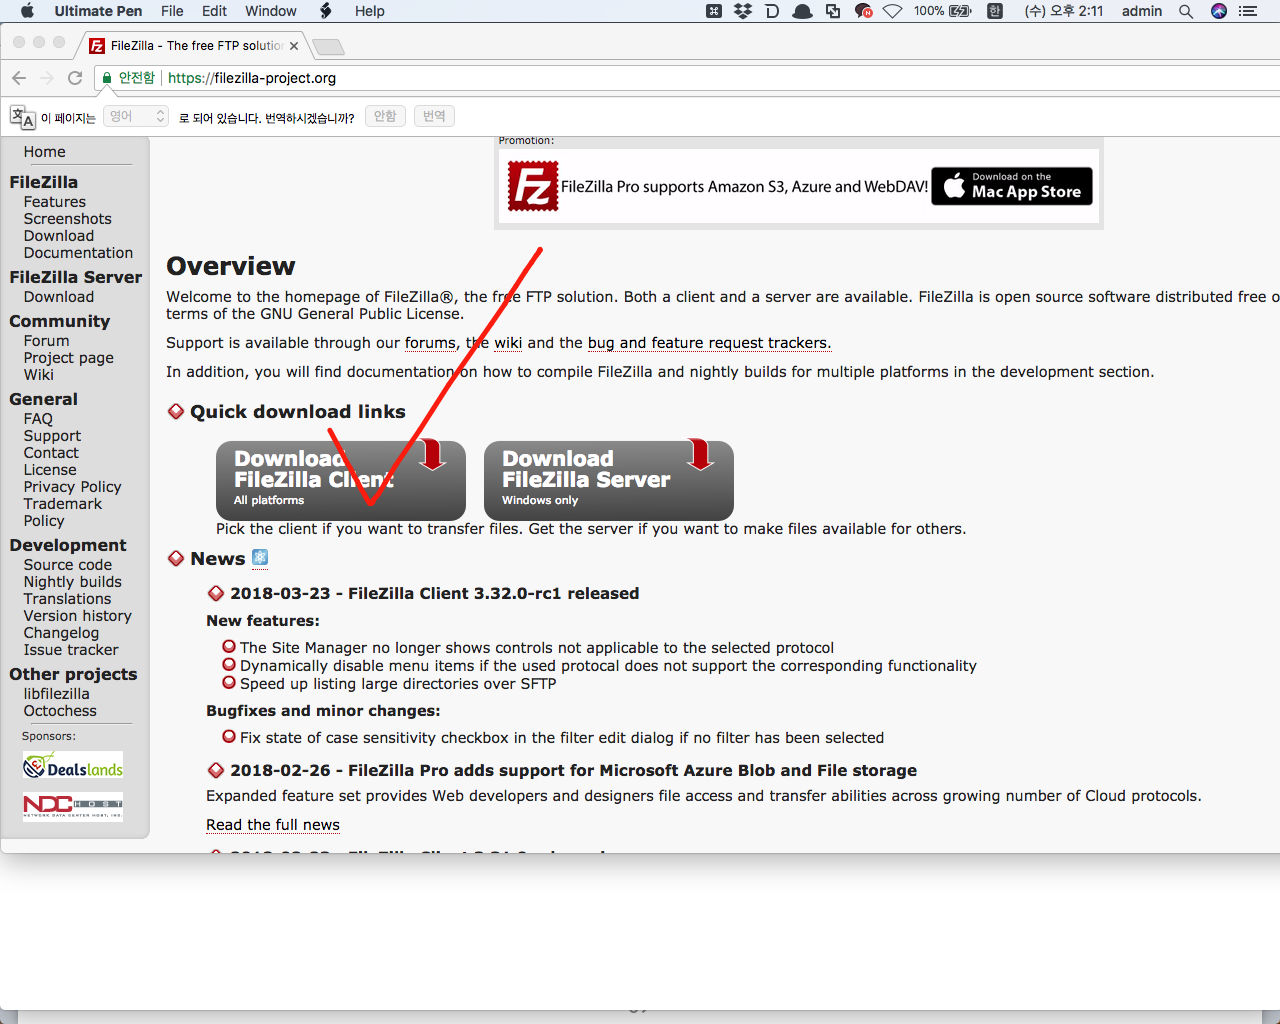 Ultimate Pen File Edit Window Help 100% 한 (수) 오후 2:11 admin
FileZilla - The free FTP solutio
안전함 https://filezilla-project.org
이 페이지는 영어 로 되어 있습니다. 번역하시겠습니까? 안함 번역
Home
FileZilla
Features
Screenshots
Download
Documentation
FileZilla Server
Download
Community
Forum
Project page
Wiki
General
FAQ
Support
Contact
License
Privacy Policy
Trademark
Policy
Development
Source code
Nightly builds
Translations
Version history
Changelog
Issue tracker
Other projects
libfilezilla
Octochess
Sponsors:
Dealslands
NDCHOST
NETWORK DATA CENTER HOST, INC.
Promotion:
Fz
FileZilla Pro supports Amazon S3, Azure and WebDAV!
Download on the
Mac App Store
Overview
Welcome to the homepage of FileZilla®, the free FTP solution. Both a client and a server are available. FileZilla is open source software distributed free o
terms of the GNU General Public License.
Support is available through our forums, the wiki and the bug and feature request trackers.
In addition, you will find documentation on how to compile FileZilla and nightly builds for multiple platforms in the development section.
Quick download links
Download
FileZilla Client
All platforms
Download
FileZilla Server
Windows only
Pick the client if you want to transfer files. Get the server if you want to make files available for others.
News
2018-03-23 - FileZilla Client 3.32.0-rc1 released
New features:
The Site Manager no longer shows controls not applicable to the selected protocol
Dynamically disable menu items if the used protocal does not support the corresponding functionality
Speed up listing large directories over SFTP
Bugfixes and minor changes:
Fix state of case sensitivity checkbox in the filter edit dialog if no filter has been selected
2018-02-26 - FileZilla Pro adds support for Microsoft Azure Blob and File storage
Expanded feature set provides Web developers and designers file access and transfer abilities across growing number of Cloud protocols.
Read the full news